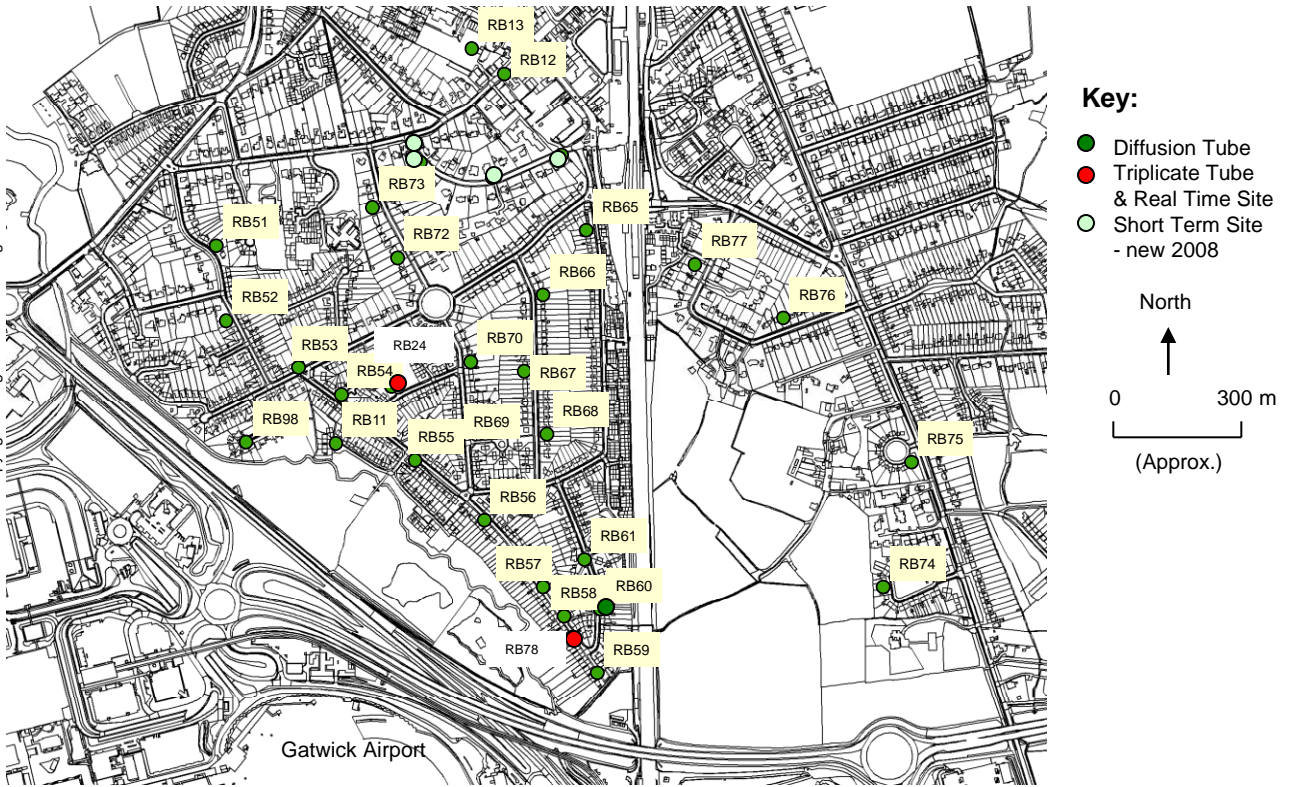 RB13
RB12
Key:
Diffusion Tube
Triplicate Tube
& Real Time Site
Short Term Site
- new 2008
North
0 300 m
(Approx.)
RB73
RB51
RB72
RB65
RB77
RB66
RB76
RB52
RB53
RB24
RB70
RB54
RB67
RB98
RB11
RB55
RB69
RB68
RB75
RB56
RB61
RB57
RB58
RB60
RB74
RB78
RB59
Gatwick Airport